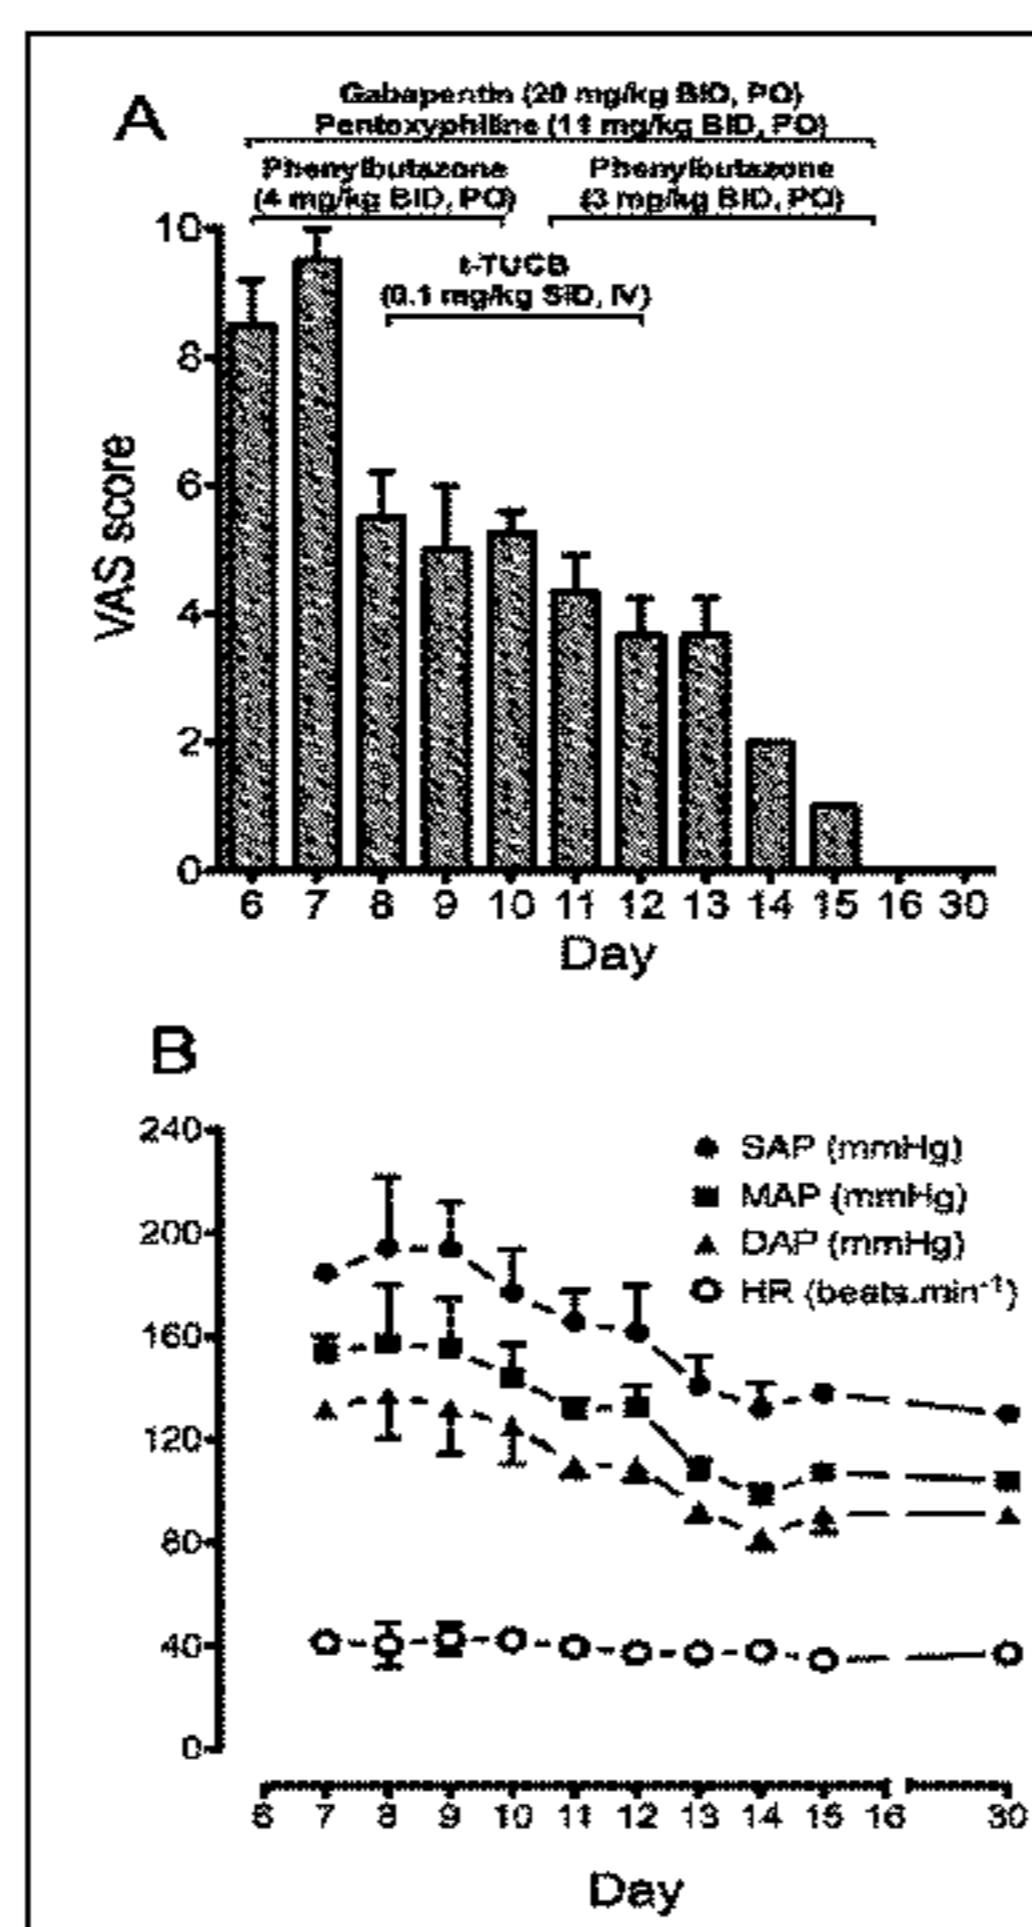 A
Gabapentin (20 mg/kg BID, PO)
Pentoxyphiline (11 mg/kg BID, PO)
Phenylbutazone
(4 mg/kg BID, PO)
Phenylbutazone
(3 mg/kg BID, PO)
t-TUCB
(0.1 mg/kg SID, IV)
10
8
6
4
2
0
VAS score
6 7 8 9 10 11 12 13 14 15 16 30
Day
B
240
200
160
120
80
40
0
SAP (mmHg)
MAP (mmHg)
DAP (mmHg)
HR (beats.min-1)
6 7 8 9 10 11 12 13 14 15 16 30
Day